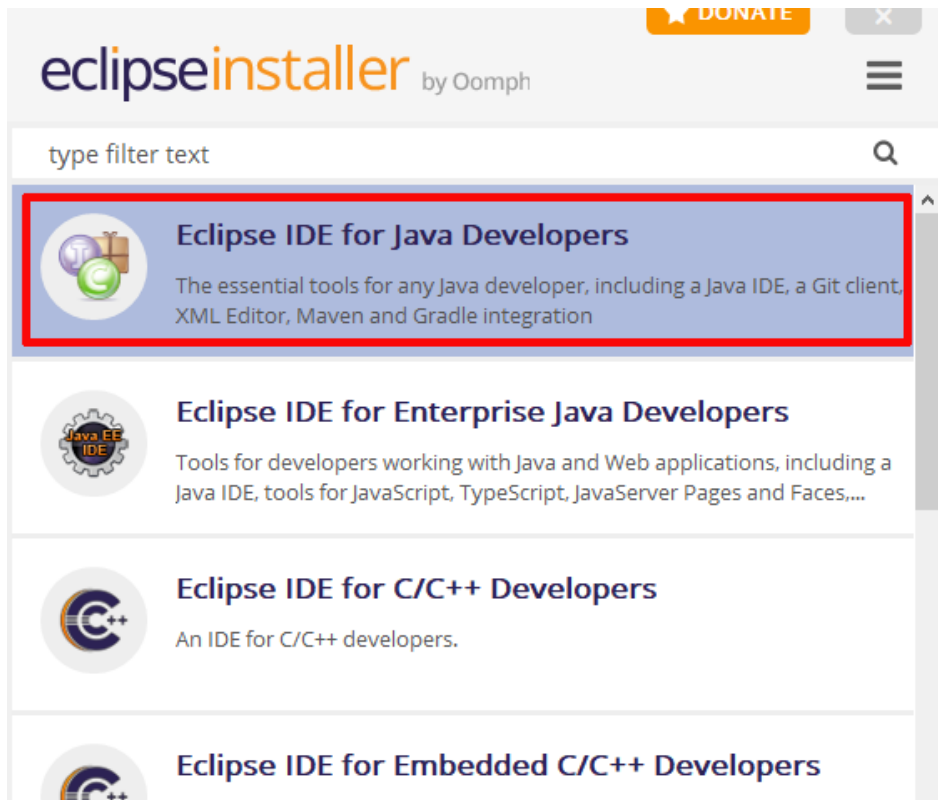 DONATE
eclipseinstaller by Oomph
type filter text
Eclipse IDE for Java Developers
The essential tools for any Java developer, including a Java IDE, a Git client,
XML Editor, Maven and Gradle integration
Eclipse IDE for Enterprise Java Developers
Java EE
IDE
Tools for developers working with Java and Web applications, including a
Java IDE, tools for JavaScript, TypeScript, JavaServer Pages and Faces,...
Eclipse IDE for C/C++ Developers
C++
An IDE for C/C++ developers.
Eclipse IDE for Embedded C/C++ Developers
C++